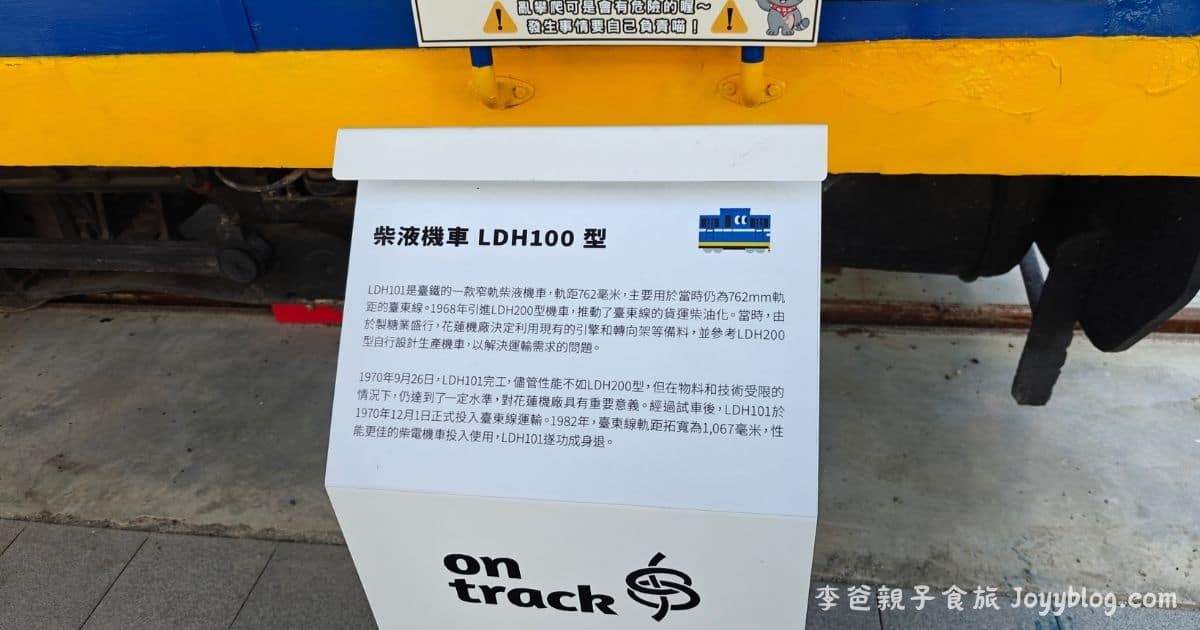 亂攀爬可是會有危險的喔～
發生事情要自己負責喵！
柴液機車 LDH100 型
LDH101是臺鐵的一款窄軌柴液機車，軌距762毫米，主要用於當時仍為762mm軌
距的臺東線。1968年引進LDH200型機車，推動了臺東線的貨運柴油化。當時，由
於製糖業盛行，花蓮機廠決定利用現有的引擎和轉向架等備料，並參考LDH200
型自行設計生產機車，以解決運輸需求的問題。
1970年9月26日，LDH101完工，儘管性能不如LDH200型，但在物料和技術受限的
情況下，仍達到了一定水準，對花蓮機廠具有重要意義。經過試車後，LDH101於
1970年12月1日正式投入臺東線運輸。1982年，臺東線軌距拓寬為1,067毫米，性
能更佳的柴電機車投入使用，LDH101遂功成身退。
on
track
李爸親子食旅 Joyyblog.com